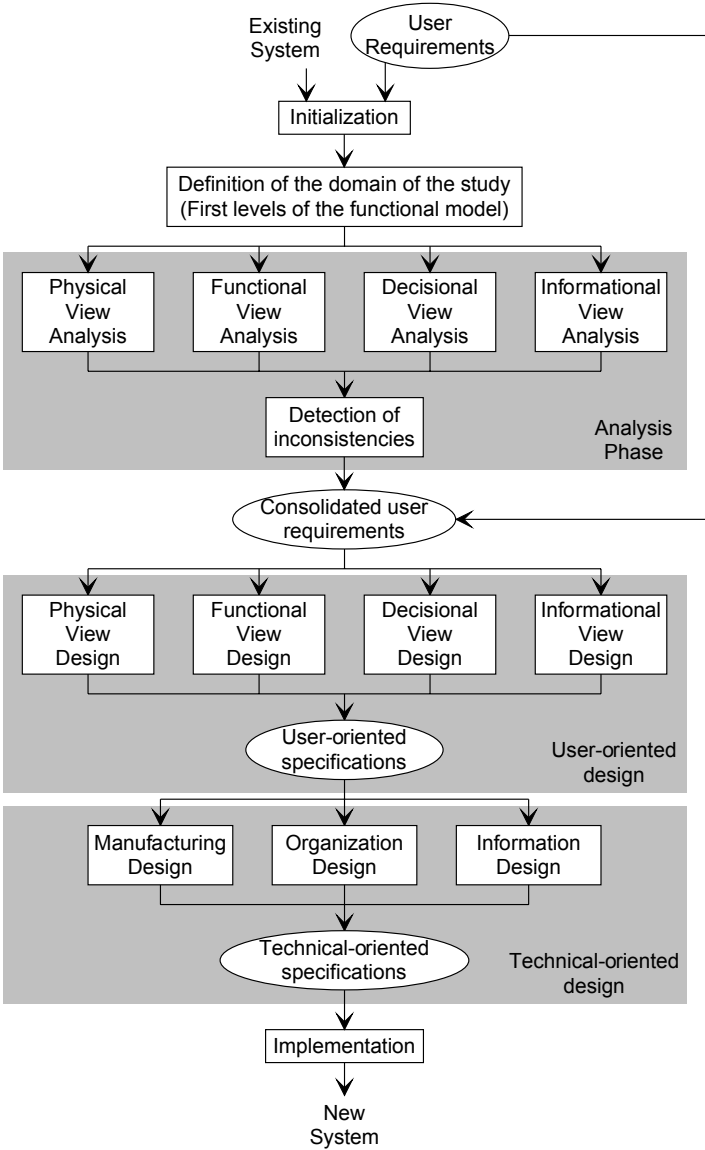 Existing
System
User
Requirements
Initialization
Definition of the domain of the study
(First levels of the functional model)
Physical
View
Analysis
Functional
View
Analysis
Decisional
View
Analysis
Informational
View
Analysis
Detection of
inconsistencies
Analysis
Phase
Consolidated user
requirements
Physical
View
Design
Functional
View
Design
Decisional
View
Design
Informational
View
Design
User-oriented
specifications
User-oriented
design
Manufacturing
Design
Organization
Design
Information
Design
Technical-oriented
specifications
Technical-oriented
design
Implementation
New
System